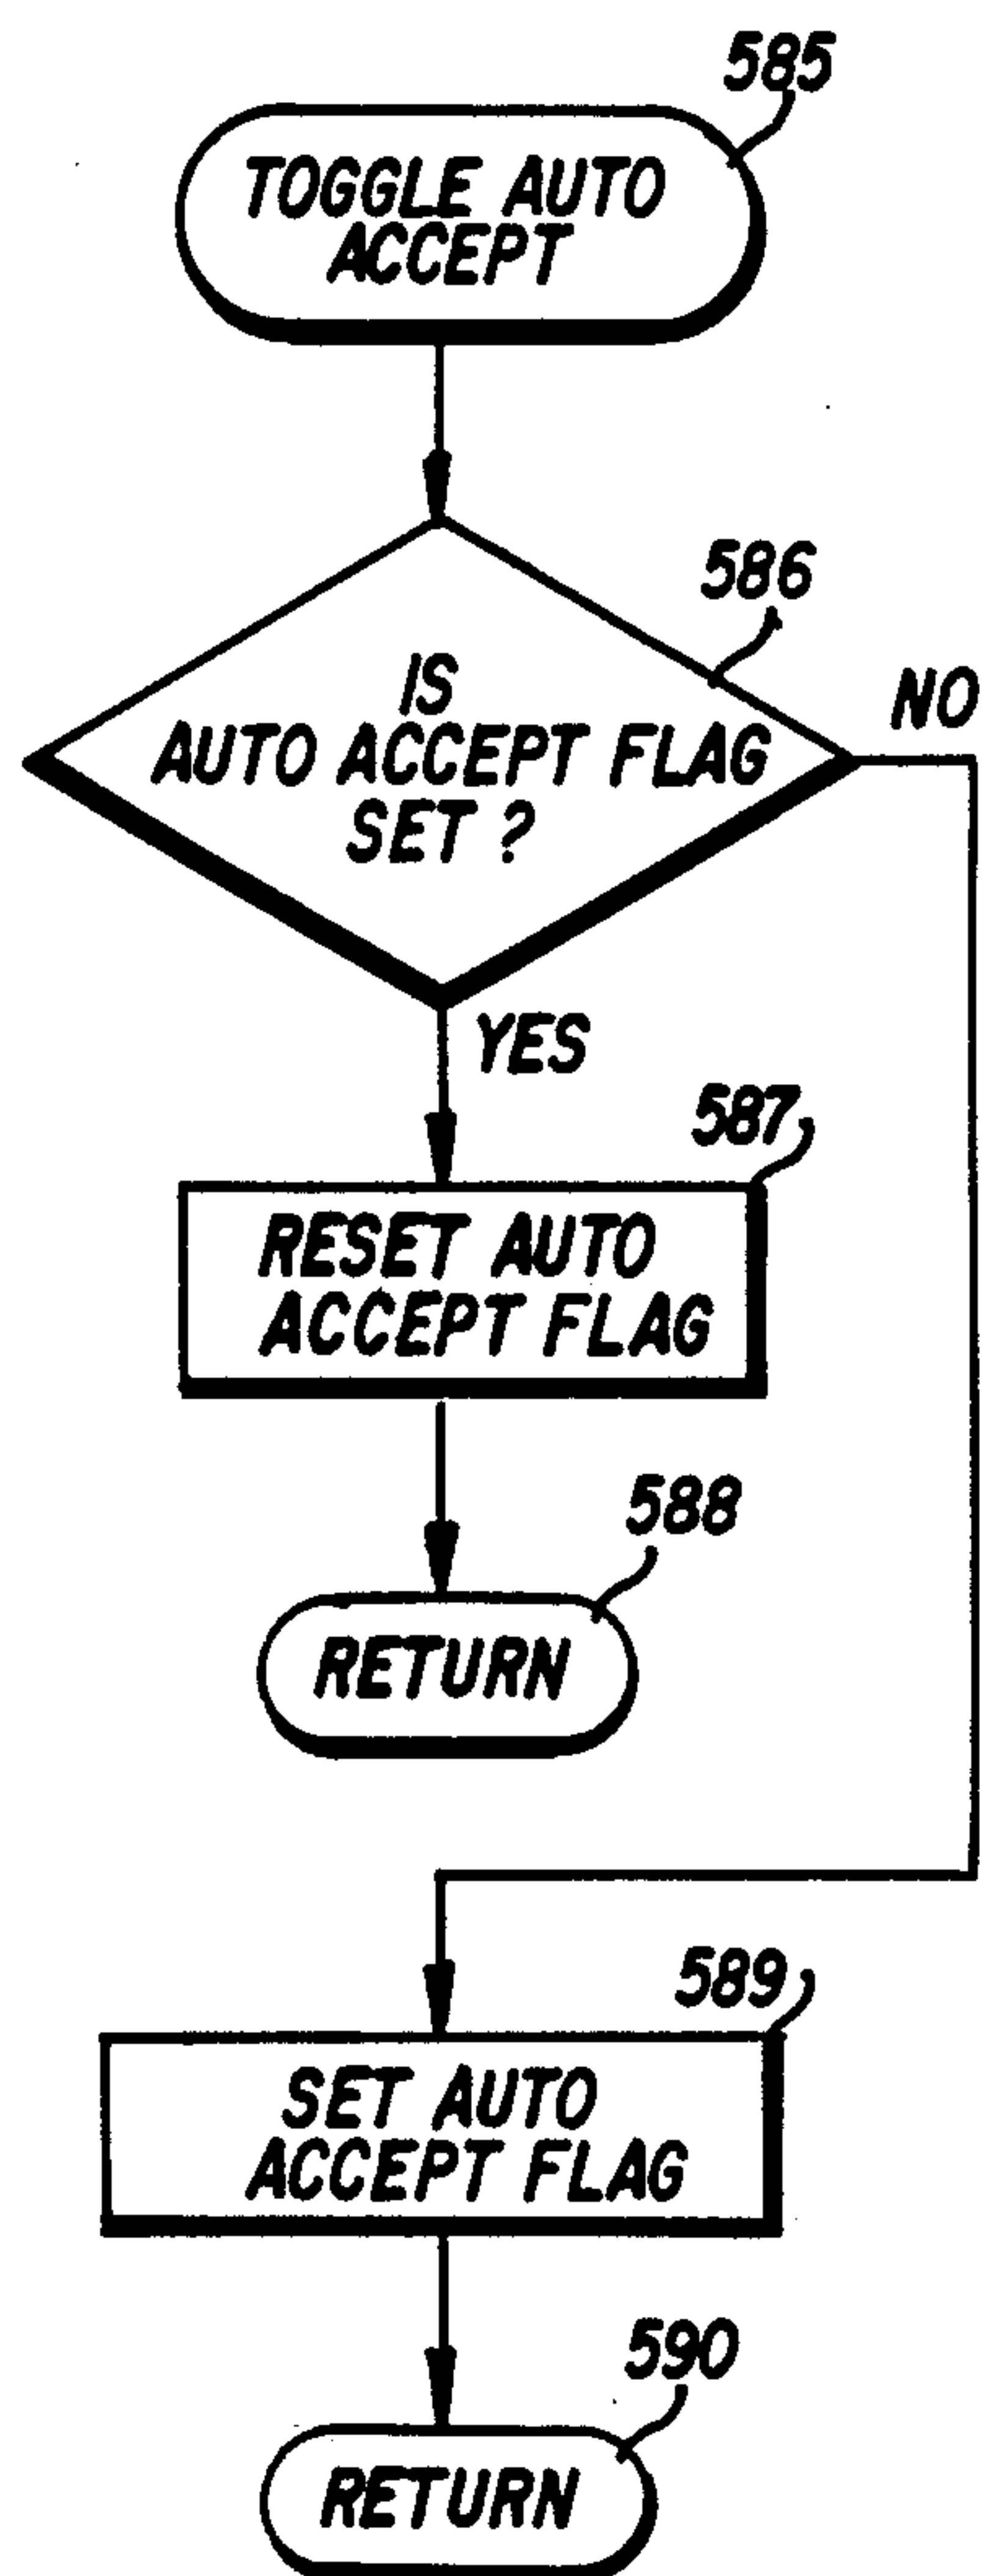 585
TOGGLE AUTO
ACCEPT
586
IS
AUTO ACCEPT FLAG
SET ?
NO
YES
587
RESET AUTO
ACCEPT FLAG
588
RETURN
589
SET AUTO
ACCEPT FLAG
590
RETURN